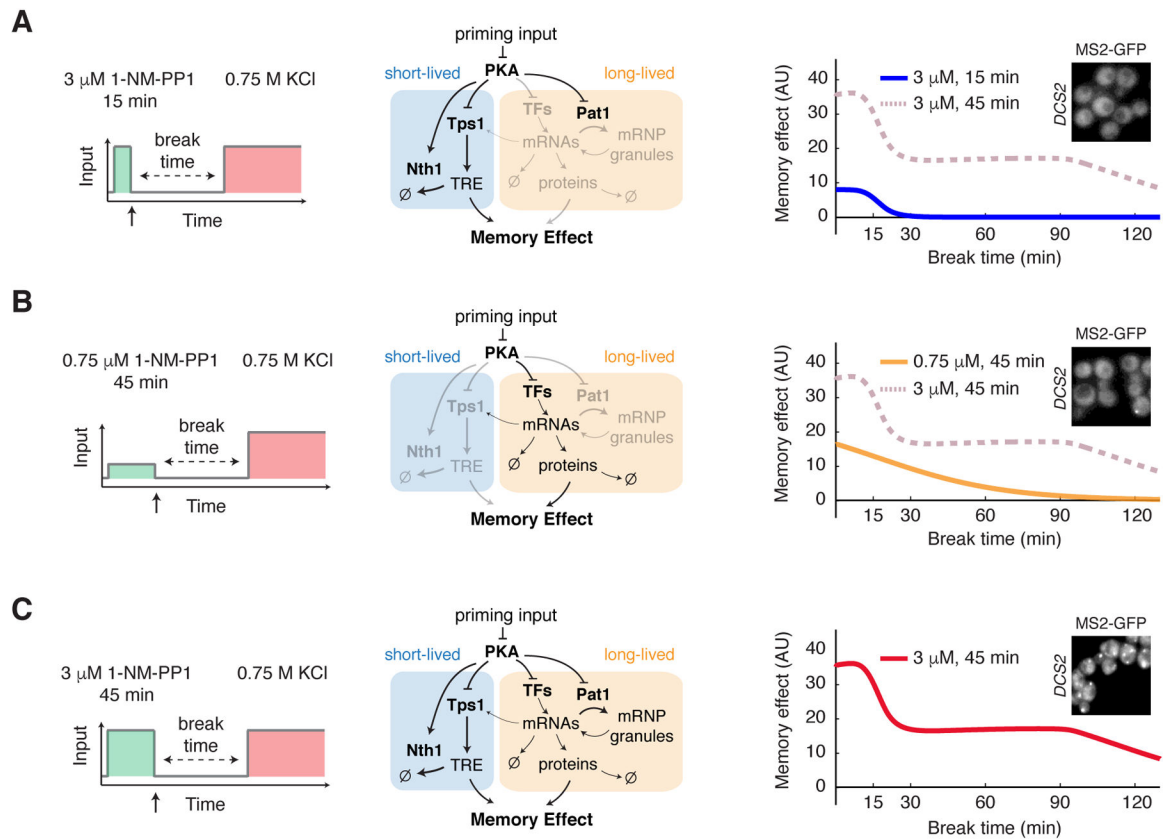 A
3 μM 1-NM-PP1
15 min
0.75 M KCl
Input
break
time
Time
priming input
short-lived
PKA
long-lived
TFs
Tps1
Pat1
mRNAs
mRNP
granules
Nth1
∅
TRE
∅
proteins
∅
Memory Effect
Memory effect (AU)
40
30
20
10
0
3 μM, 15 min
3 μM, 45 min
MS2-GFP
DCS2
15 30 60 90 120
Break time (min)
B
0.75 μM 1-NM-PP1
45 min
0.75 M KCl
Input
break
time
Time
priming input
short-lived
PKA
long-lived
TFs
Tps1
Pat1
mRNAs
mRNP
granules
Nth1
∅
TRE
∅
proteins
∅
Memory Effect
Memory effect (AU)
40
30
20
10
0
0.75 μM, 45 min
3 μM, 45 min
MS2-GFP
DCS2
15 30 60 90 120
Break time (min)
C
3 μM 1-NM-PP1
45 min
0.75 M KCl
Input
break
time
Time
priming input
short-lived
PKA
long-lived
TFs
Tps1
Pat1
mRNAs
mRNP
granules
Nth1
∅
TRE
∅
proteins
∅
Memory Effect
Memory effect (AU)
40
30
20
10
0
3 μM, 45 min
MS2-GFP
DCS2
15 30 60 90 120
Break time (min)